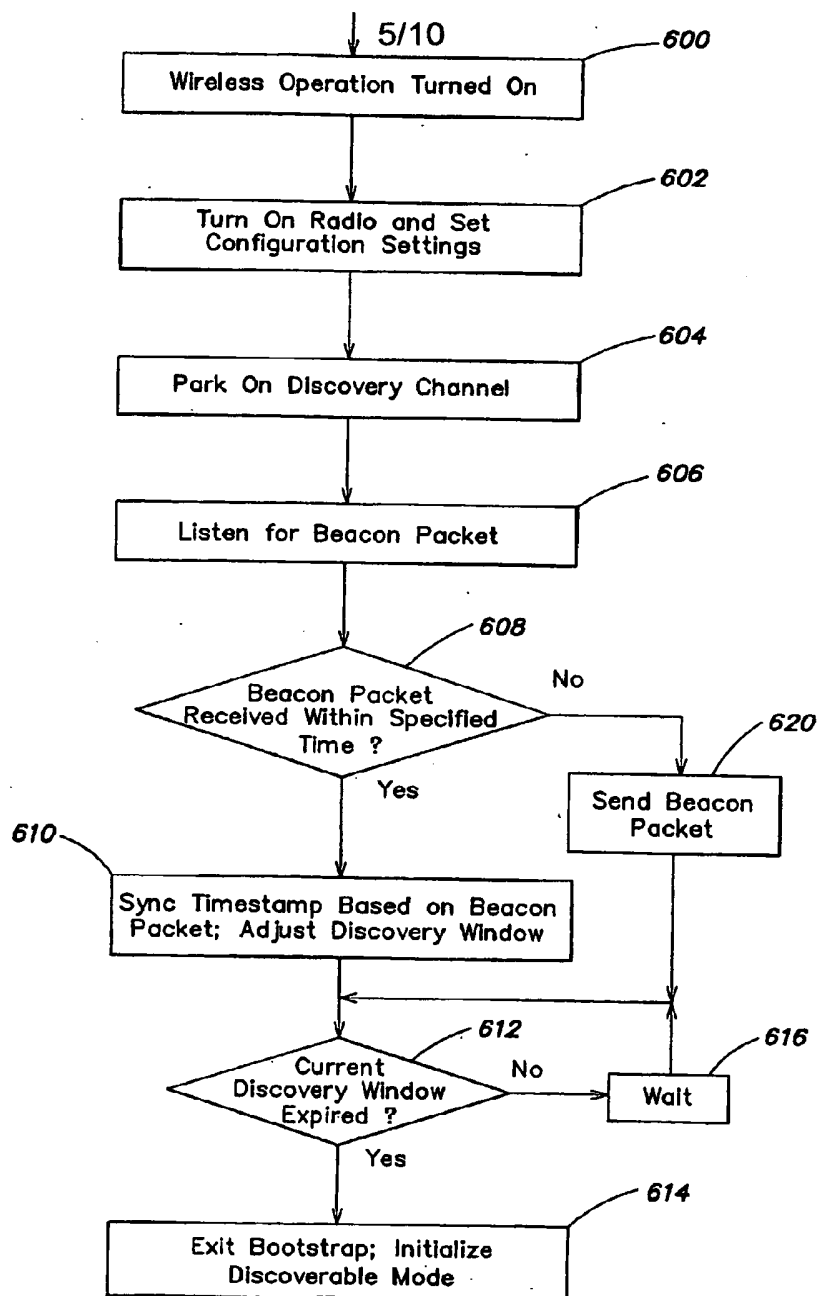 5/10
600
Wireless Operation Turned On
602
Turn On Radio and Set
Configuration Settings
604
Park On Discovery Channel
606
Listen for Beacon Packet
608
Beacon Packet
Received Within Specified
Time ?
No
Yes
620
Send Beacon
Packet
610
Sync Timestamp Based on Beacon
Packet; Adjust Discovery Window
612
Current
Discovery Window
Expired ?
No
616
Wait
Yes
614
Exit Bootstrap; Initialize
Discoverable Mode